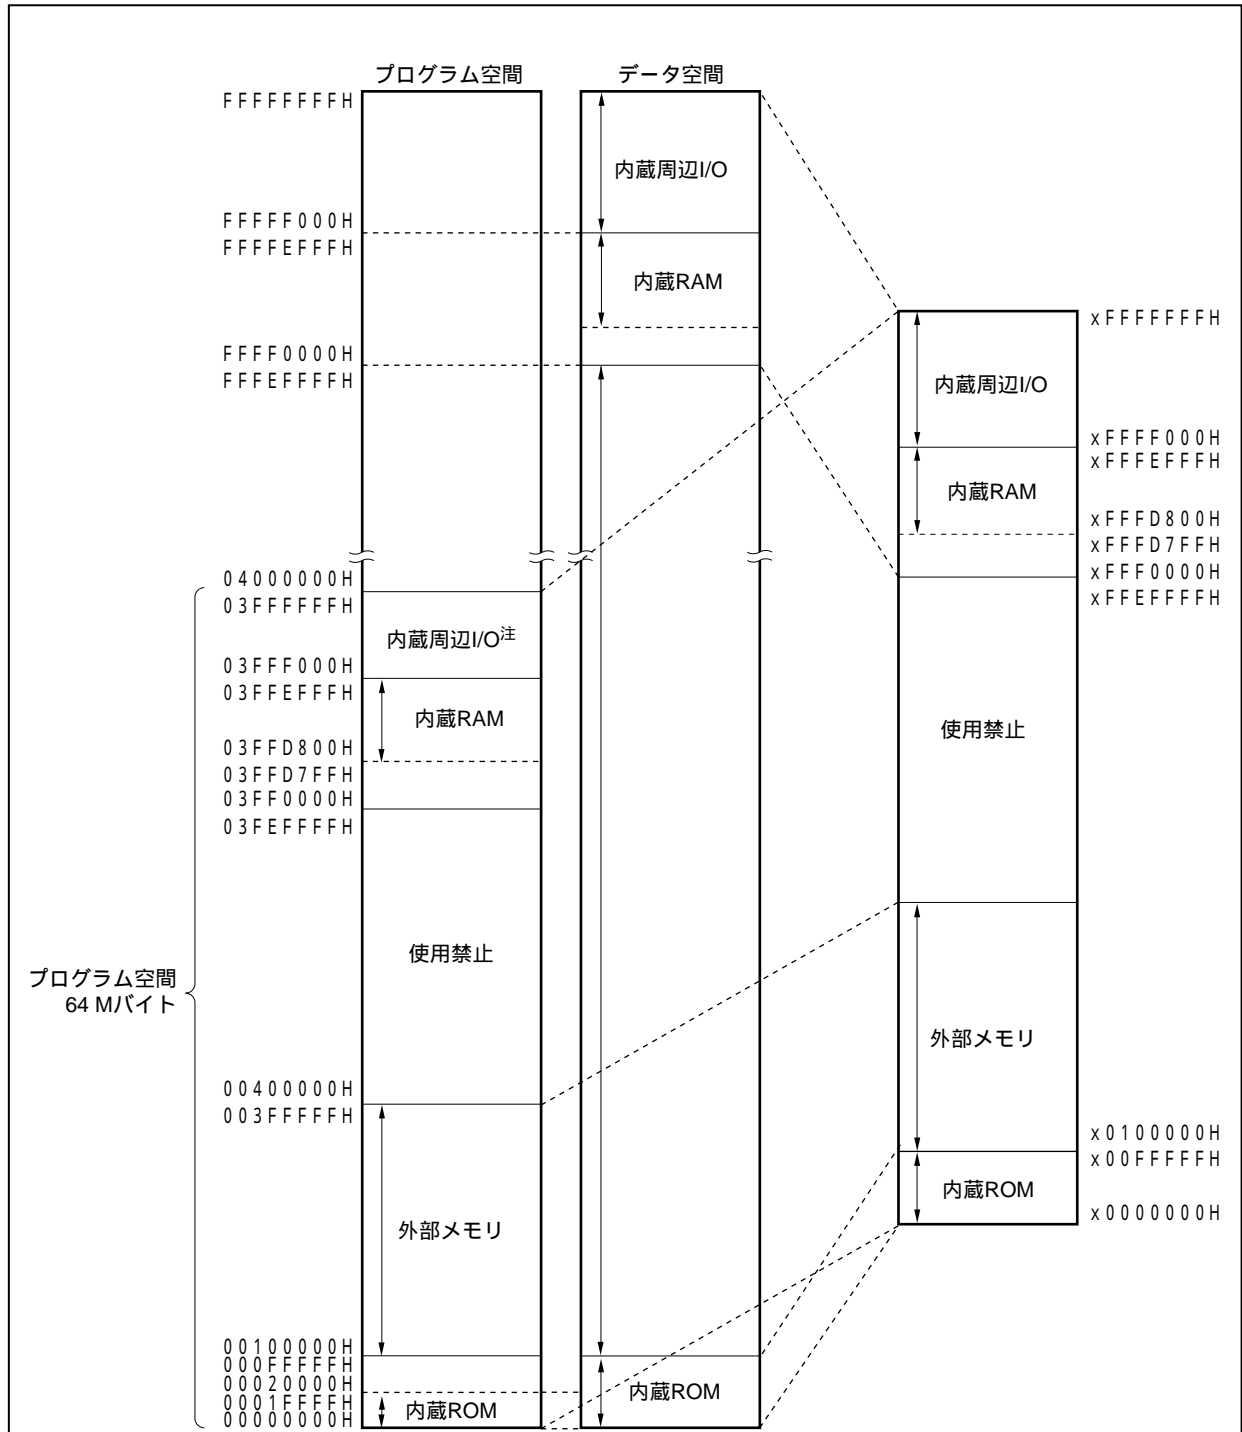 プログラム空間
データ空間
FFFFFFFFH
内蔵周辺I/O
FFFFF000H
FFFFEFFFH
内蔵RAM
FFFF0000H
FFFEFFFFH
04000000H
03FFFFFFH
内蔵周辺I/O注
03FFF000H
03FFEFFFH
内蔵RAM
03FFD800H
03FFD7FFH
03FF0000H
03FEFFFFH
使用禁止
プログラム空間
64 Mバイト
00400000H
003FFFFFH
外部メモリ
00100000H
000FFFFFH
00020000H
0001FFFFH
00000000H
内蔵ROM
内蔵ROM
xFFFFFFFH
内蔵周辺I/O
xFFFF000H
xFFFEFFFH
内蔵RAM
xFFFD800H
xFFFD7FFH
xFFF0000H
xFFEFFFFH
使用禁止
外部メモリ
x0100000H
x00FFFFFH
内蔵ROM
x0000000H